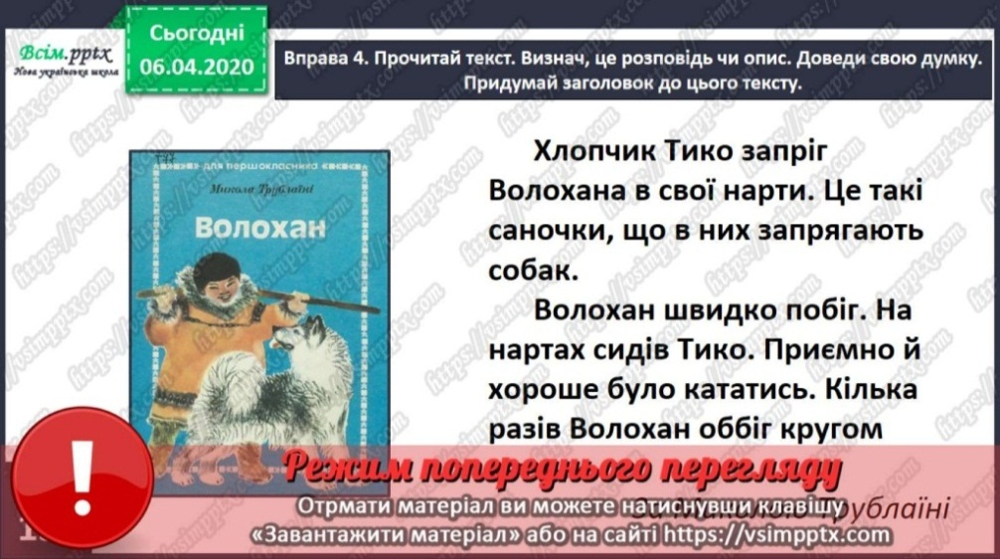 Всім.pptx
Нова українська школа
Сьогодні
06.04.2020
Вправа 4. Прочитай текст. Визнач, це розповідь чи опис. Доведи свою думку.
Придумай заголовок до цього тексту.
для першокласника
Микола Трублаїні
Волохан
Хлопчик Тико запріг
Волохана в свої нарти. Це такі
саночки, що в них запрягають
собак.
Волохан швидко побіг. На
нартах сидів Тико. Приємно й
хороше було кататись. Кілька
разів Волохан оббіг кругом
Режим попереднього перегляду
За Миколою Трублаїні
Отрмати матеріал ви можете натиснувши клавішу
«Завантажити матеріал» або на сайті https://vsimpptx.com